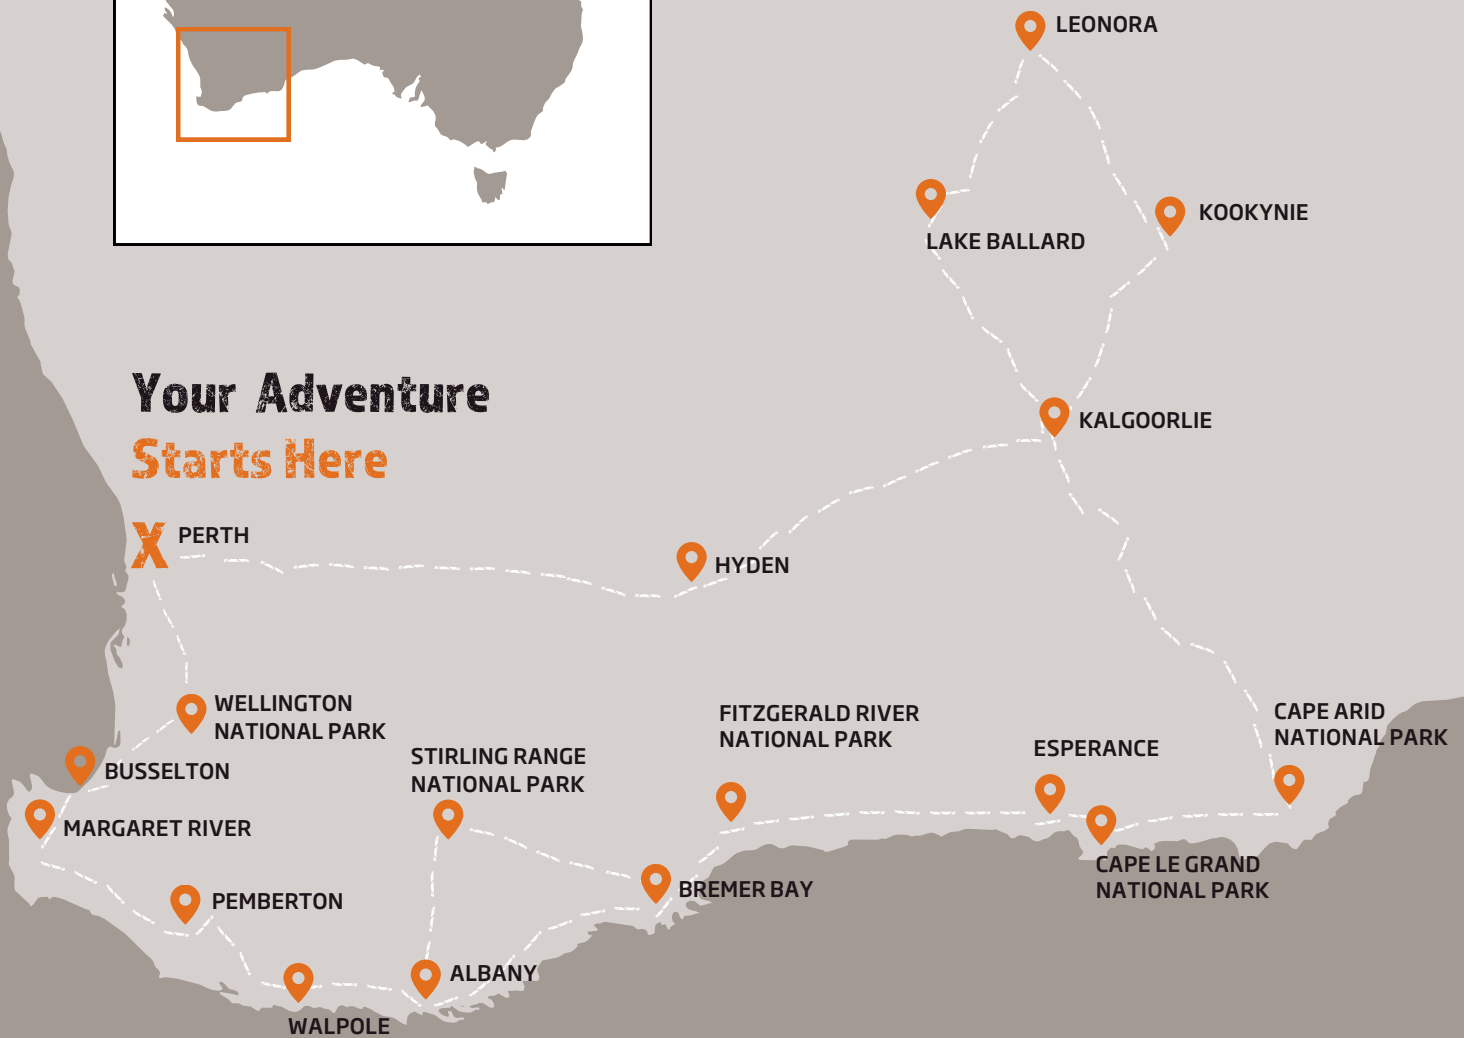 LEONORA
KOOKYNIE
LAKE BALLARD
Your Adventure
Starts Here
KALGOORLIE
X PERTH
HYDEN
WELLINGTON
NATIONAL PARK
FITZGERALD RIVER
NATIONAL PARK
CAPE ARID
NATIONAL PARK
STIRLING RANGE
NATIONAL PARK
ESPERANCE
BUSSELTON
MARGARET RIVER
CAPE LE GRAND
NATIONAL PARK
BREMER BAY
PEMBERTON
ALBANY
WALPOLE